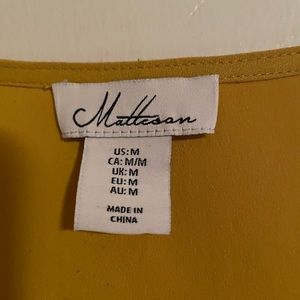 Matteson
US: M
CA: M/M
UK: M
EU: M
AU: M
MADE IN
CHINA